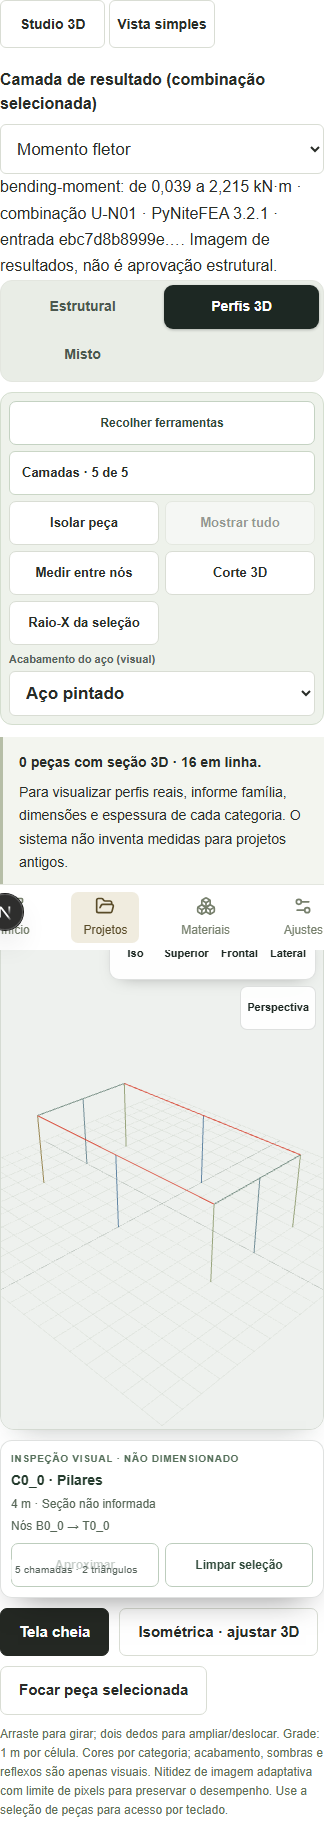 Studio 3D
Vista simples
Camada de resultado (combinação
selecionada)
Momento fletor
bending-moment: de 0,039 a 2,215 kN·m ·
combinação U-N01 · PyNiteFEA 3.2.1 ·
entrada ebc7d8b8999e…. Imagem de
resultados, não é aprovação estrutural.
Estrutural
Perfis 3D
Misto
Recolher ferramentas
Camadas · 5 de 5
Isolar peça
Mostrar tudo
Medir entre nós
Corte 3D
Raio-X da seleção
Acabamento do aço (visual)
Aço pintado
0 peças com seção 3D · 16 em linha.
Para visualizar perfis reais, informe família,
dimensões e espessura de cada categoria. O
sistema não inventa medidas para projetos
antigos.
N
Projetos
Materiais
Ajustes
Iso
Superior
Frontal
Lateral
Perspectiva
INSPEÇÃO VISUAL · NÃO DIMENSIONADO
C0_0 · Pilares
4 m · Seção não informada
Nós B0_0 → T0_0
Aproximar
5 chamadas · 2 triângulos
Limpar seleção
Tela cheia
Isométrica · ajustar 3D
Focar peça selecionada
Arraste para girar; dois dedos para ampliar/deslocar. Grade:
1 m por célula. Cores por categoria; acabamento, sombras e
reflexos são apenas visuais. Nitidez de imagem adaptativa
com limite de pixels para preservar o desempenho. Use a
seleção de peças para acesso por teclado.